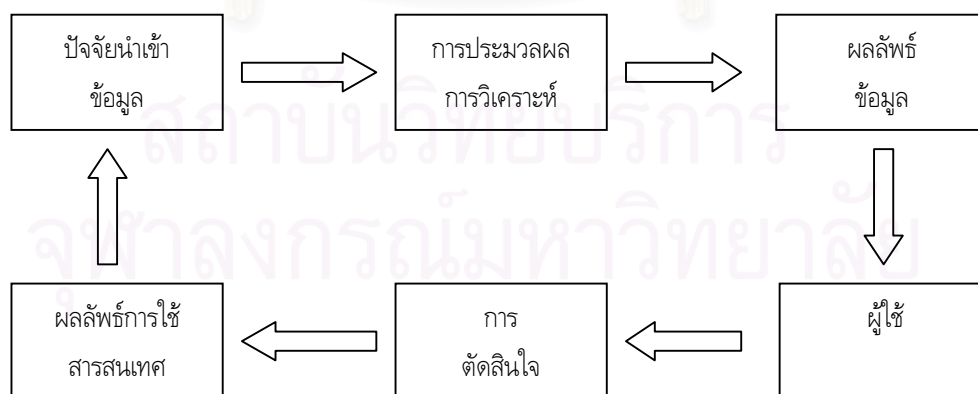 ปัจจัยนำเข้า
ข้อมูล
การประมวลผล
การวิเคราะห์
ผลลัพธ์
ข้อมูล
สถาบันวิทยบริการ
จุฬาลงกรณ์มหาวิทยาลัย
ผลลัพธ์การใช้
สารสนเทศ
การ
ตัดสินใจ
ผู้ใช้